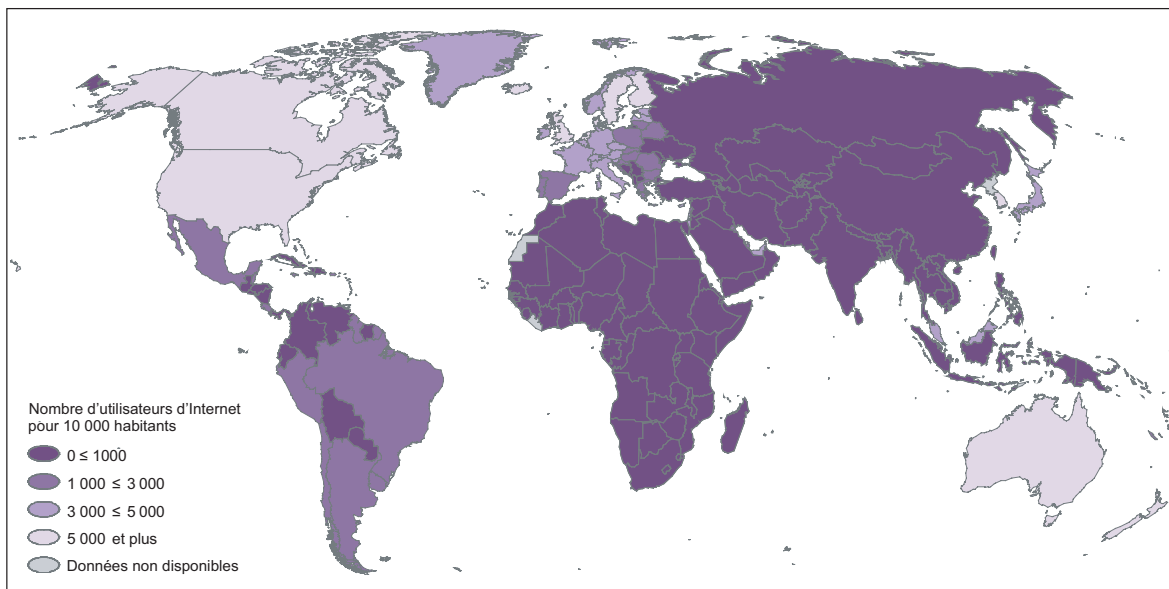 Nombre d'utilisateurs d'Internet
pour 10 000 habitants
0 ≤ 1000
1 000 ≤ 3 000
3 000 ≤ 5 000
5 000 et plus
Données non disponibles